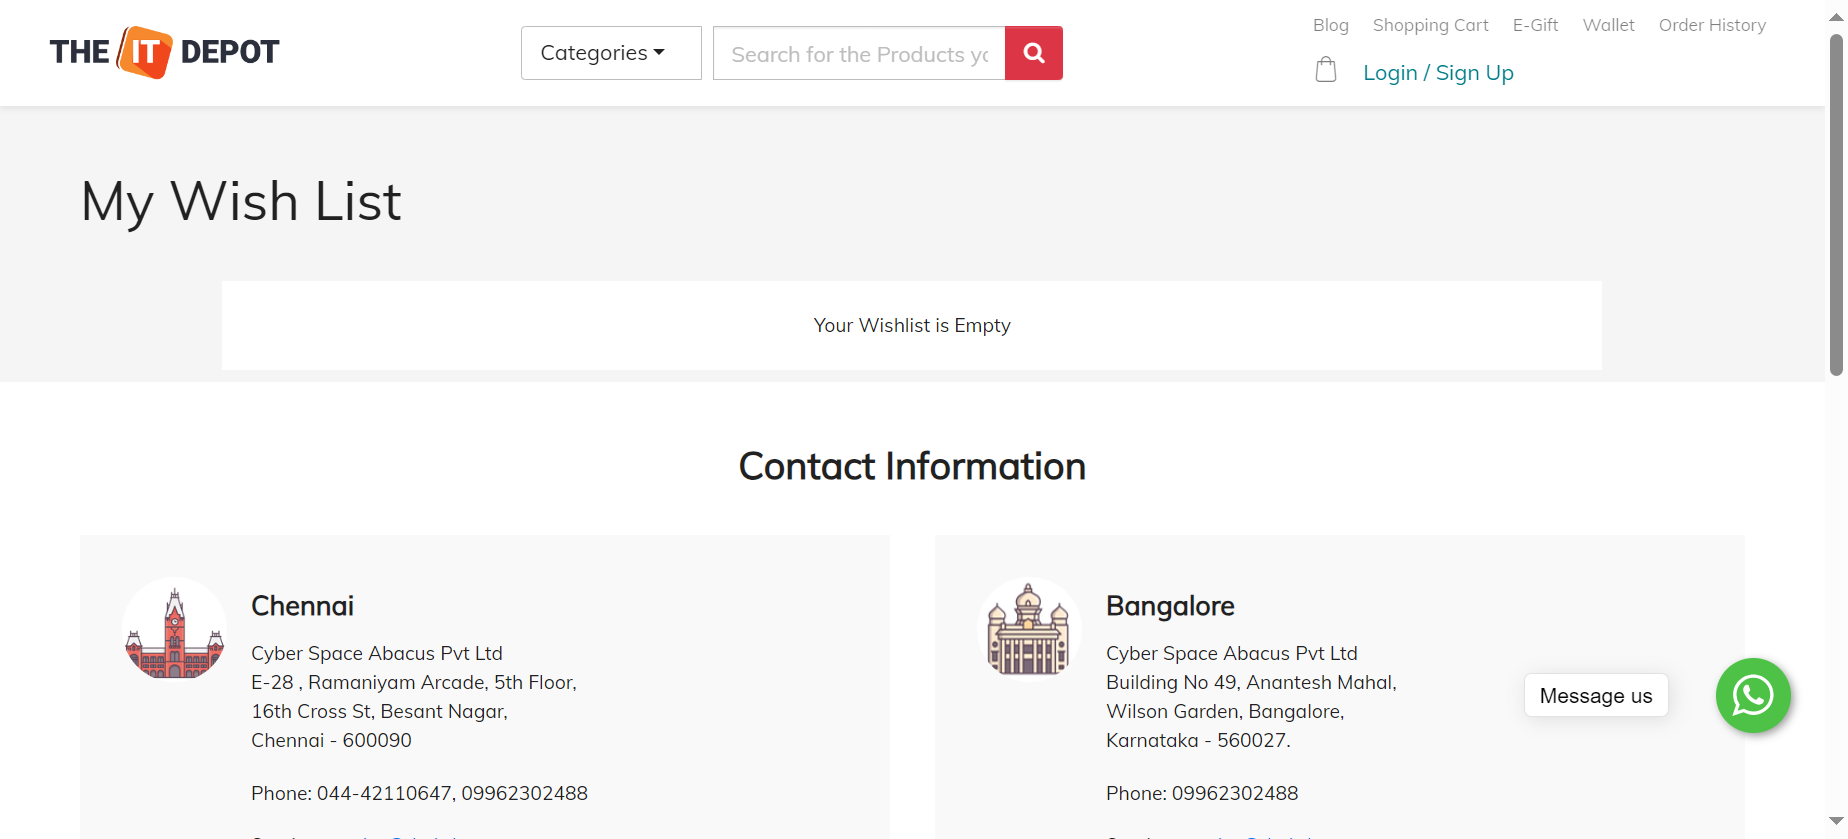 THE IT DEPOT
Categories
Search for the Products yo
Blog Shopping Cart E-Gift Wallet Order History
Login / Sign Up
My Wish List
Your Wishlist is Empty
Contact Information
Chennai
Cyber Space Abacus Pvt Ltd
E-28 , Ramaniyam Arcade, 5th Floor,
16th Cross St, Besant Nagar,
Chennai - 600090
Phone: 044-42110647, 09962302488
Bangalore
Cyber Space Abacus Pvt Ltd
Building No 49, Anantesh Mahal,
Wilson Garden, Bangalore,
Karnataka - 560027.
Phone: 09962302488
Message us